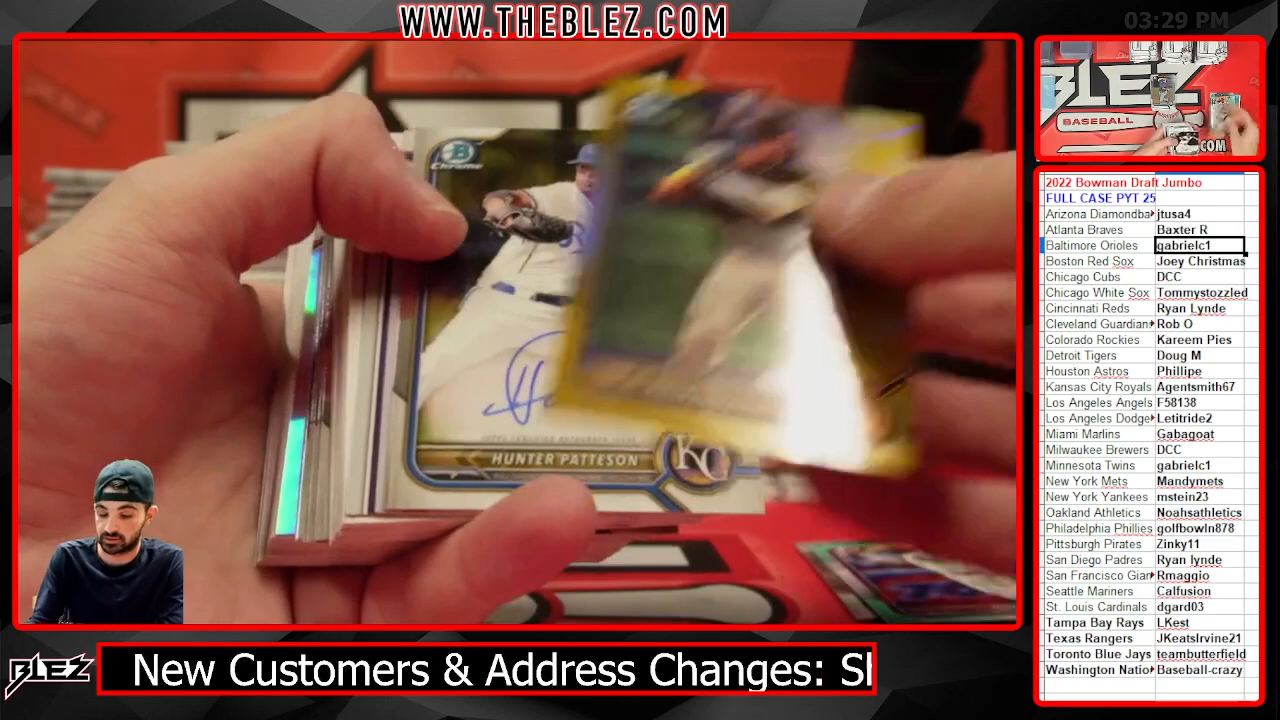 WWW.THEBLEZ.COM
03:29 PM
Chrome
HUNTER PATTESON
KC
BLEZ
BASEBALL
.COM
2022 Bowman Draft Jumbo
FULL CASE PYT 25
Arizona Diamondba jtusa4
Atlanta Braves Baxter R
Baltimore Orioles gabrielc1
Boston Red Sox Joey Christmas
Chicago Cubs DCC
Chicago White Sox Tommystozzled
Cincinnati Reds Ryan Lynde
Cleveland Guardian Rob O
Colorado Rockies Kareem Pies
Detroit Tigers Doug M
Houston Astros Phillipe
Kansas City Royals Agentsmith67
Los Angeles Angels F58138
Los Angeles Dodge Letitride2
Miami Marlins Gabagoat
Milwaukee Brewers DCC
Minnesota Twins gabrielc1
New York Mets Mandymets
New York Yankees mstein23
Oakland Athletics Noahsathletics
Philadelphia Phillies golfbowln878
Pittsburgh Pirates Zinky11
San Diego Padres Ryan lynde
San Francisco Gian Rmaggio
Seattle Mariners Calfusion
St. Louis Cardinals dgard03
Tampa Bay Rays LKest
Texas Rangers JKeatsIrvine21
Toronto Blue Jays teambutterfield
Washington Natio Baseball-crazy
BLEZ
New Customers & Address Changes: Sh